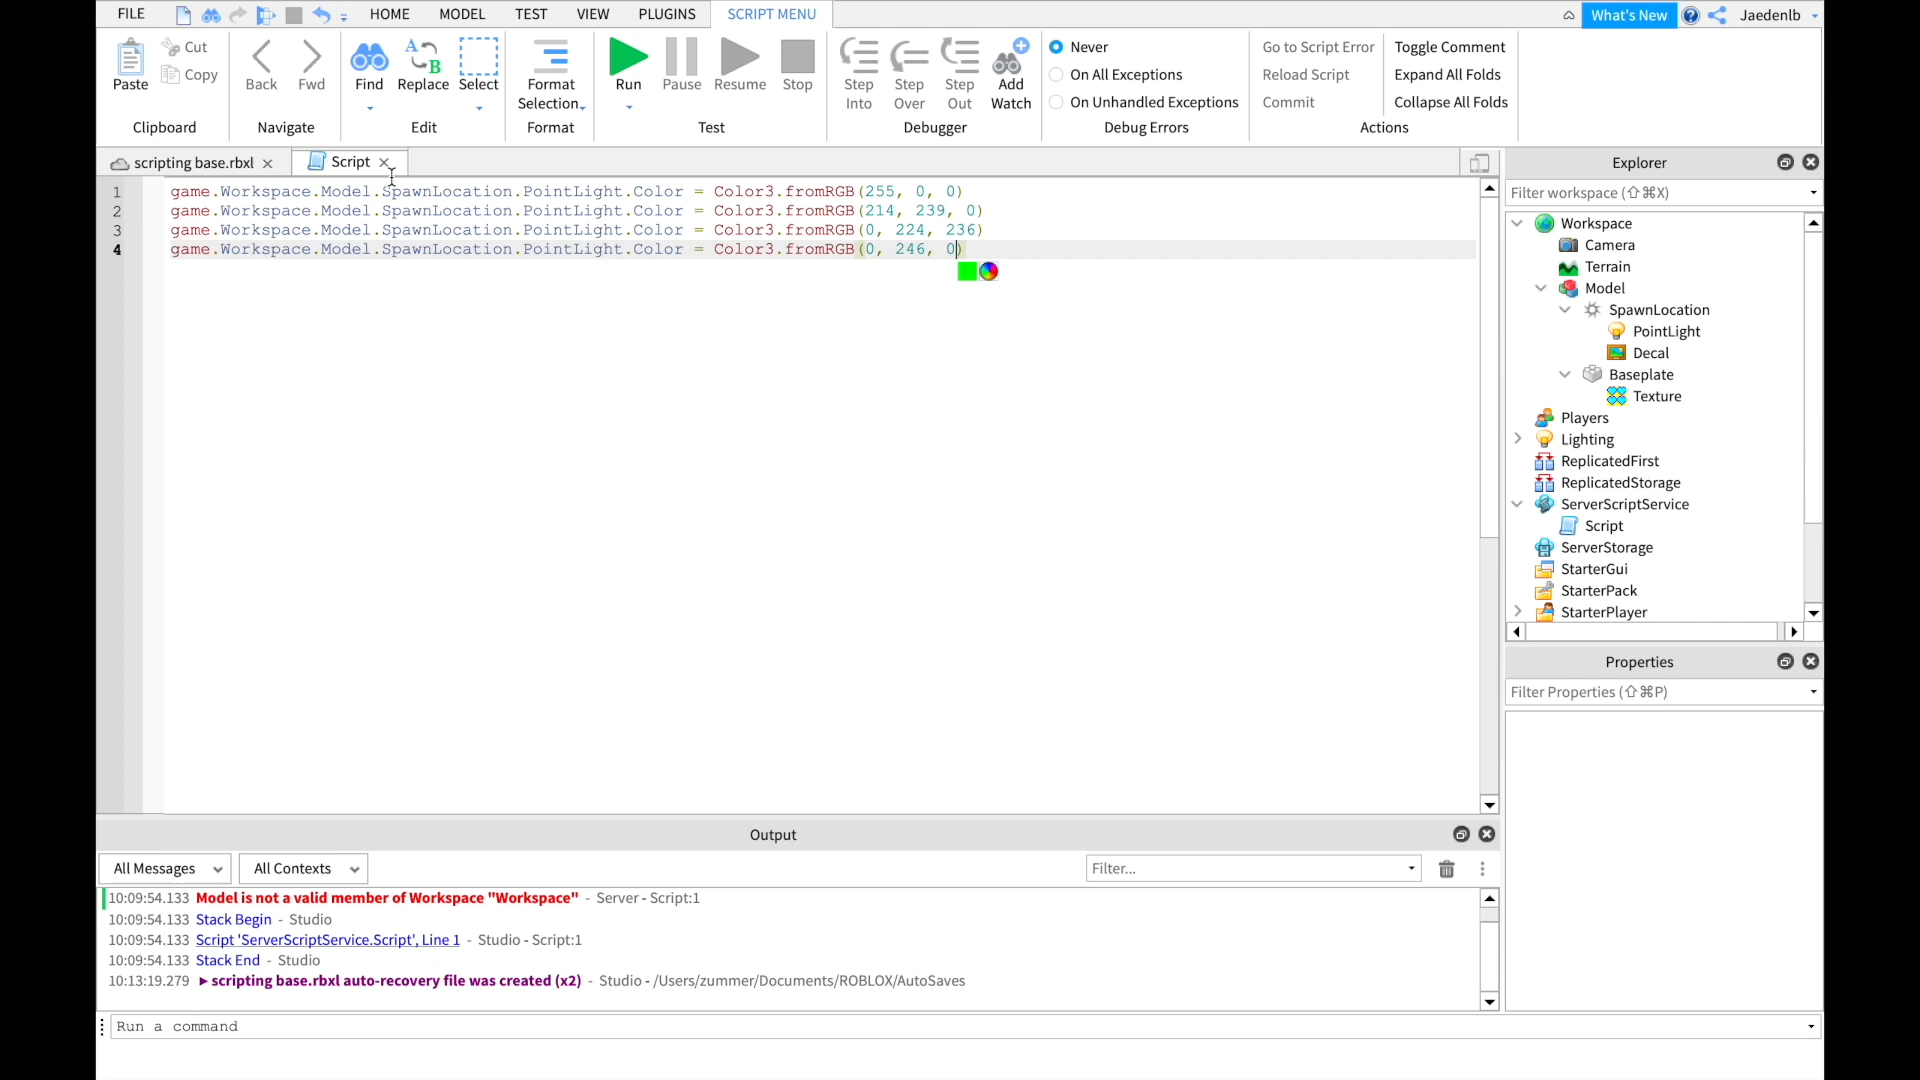 FILE
HOME
MODEL
TEST
VIEW
PLUGINS
SCRIPT MENU
What's New
Jaedenlb
Paste
Cut
Copy
Clipboard
Back
Fwd
Navigate
Find
Replace
Select
Edit
Format
Selection
Format
Run
Pause
Resume
Stop
Test
Step
Into
Step
Over
Step
Out
Add
Watch
Debugger
Never
On All Exceptions
On Unhandled Exceptions
Debug Errors
Go to Script Error
Reload Script
Commit
Toggle Comment
Expand All Folds
Collapse All Folds
Actions
scripting base.rbxl
Script
1 game.Workspace.Model.SpawnLocation.PointLight.Color = Color3.fromRGB(255, 0, 0)
2 game.Workspace.Model.SpawnLocation.PointLight.Color = Color3.fromRGB(214, 239, 0)
3 game.Workspace.Model.SpawnLocation.PointLight.Color = Color3.fromRGB(0, 224, 236)
4 game.Workspace.Model.SpawnLocation.PointLight.Color = Color3.fromRGB(0, 246, 0)
Explorer
Filter workspace (⇧⌘X)
Workspace
Camera
Terrain
Model
SpawnLocation
PointLight
Decal
Baseplate
Texture
Players
Lighting
ReplicatedFirst
ReplicatedStorage
ServerScriptService
Script
ServerStorage
StarterGui
StarterPack
StarterPlayer
Properties
Filter Properties (⇧⌘P)
Output
All Messages
All Contexts
Filter...
10:09:54.133 Model is not a valid member of Workspace "Workspace" - Server - Script:1
10:09:54.133 Stack Begin - Studio
10:09:54.133 Script 'ServerScriptService.Script', Line 1 - Studio - Script:1
10:09:54.133 Stack End - Studio
10:13:19.279 ▶ scripting base.rbxl auto-recovery file was created (x2) - Studio - /Users/zummer/Documents/ROBLOX/AutoSaves
Run a command